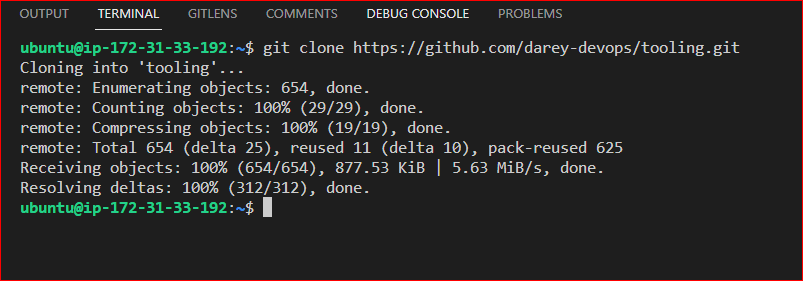 OUTPUT TERMINAL GITLENS COMMENTS DEBUG CONSOLE PROBLEMS
ubuntu@ip-172-31-33-192:~$ git clone https://github.com/darey-devops/tooling.git
Cloning into 'tooling'...
remote: Enumerating objects: 654, done.
remote: Counting objects: 100% (29/29), done.
remote: Compressing objects: 100% (19/19), done.
remote: Total 654 (delta 25), reused 11 (delta 10), pack-reused 625
Receiving objects: 100% (654/654), 877.53 KiB | 5.63 MiB/s, done.
Resolving deltas: 100% (312/312), done.
ubuntu@ip-172-31-33-192:~$